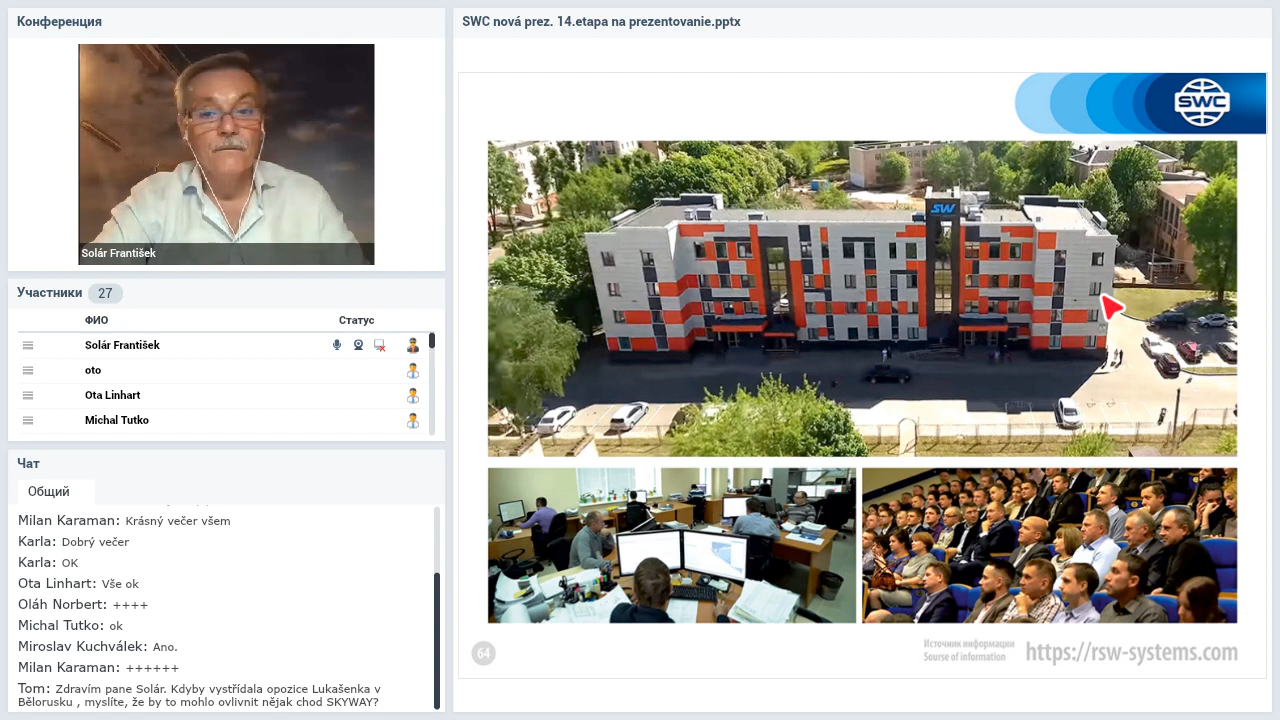 Конференция
Solár František
Участники 27
ФИО Статус
Solár František
oto
Ota Linhart
Michal Tutko
Чат
Общий
Milan Karaman: Krásný večer všem
Karla: Dobrý večer
Karla: OK
Ota Linhart: Vše ok
Oláh Norbert: ++++
Michal Tutko: ok
Miroslav Kuchválek: Ano.
Milan Karaman: ++++++
Tom: Zdravím pane Solár. Kdyby vystřídala opozice Lukašenka v
Bělorusku , myslíte, že by to mohlo ovlivnit nějak chod SKYWAY?
SWC nová prez. 14.etapa na prezentovanie.pptx
SWC
SW
64
Источник информации
Sourse of information
https://rsw-systems.com